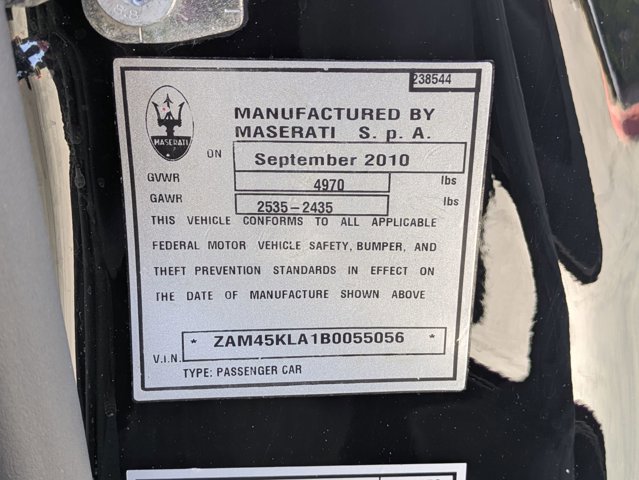 238544
MASERATI
MANUFACTURED BY
MASERATI S. p. A.
ON September 2010
GVWR 4970 lbs
GAWR 2535-2435 lbs
THIS VEHICLE CONFORMS TO ALL APPLICABLE
FEDERAL MOTOR VEHICLE SAFETY, BUMPER, AND
THEFT PREVENTION STANDARDS IN EFFECT ON
THE DATE OF MANUFACTURE SHOWN ABOVE
V.I.N. * ZAM45KLA1B0055056 *
TYPE: PASSENGER CAR